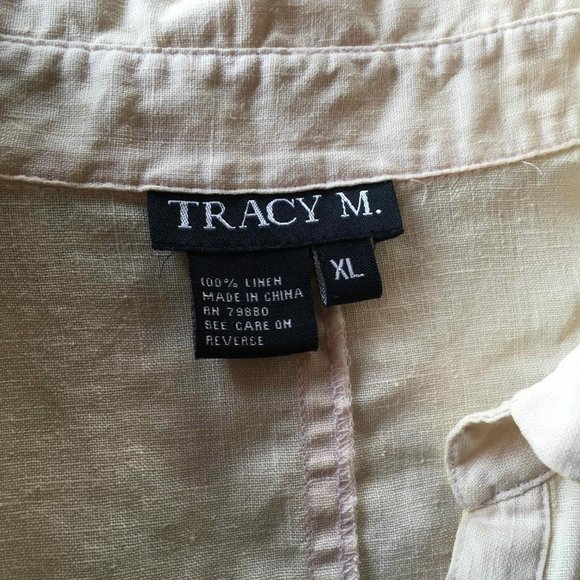 TRACY M.
XL
100% LINEN
MADE IN CHINA
RN 79880
SEE CARE ON
REVERSE